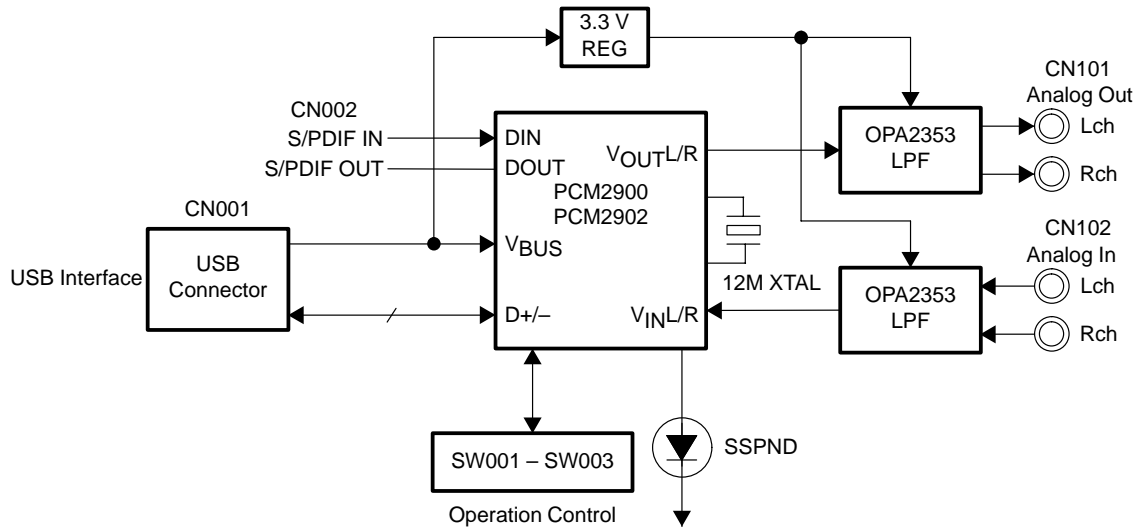 3.3 V
REG
CN101
Analog Out
Lch
Rch
OPA2353
LPF
CN002
S/PDIF IN
S/PDIF OUT
DIN
DOUT
VOUTL/R
PCM2900
PCM2902
VBUS
D+/–
VINL/R
12M XTAL
CN001
USB Interface
USB
Connector
CN102
Analog In
Lch
Rch
OPA2353
LPF
SW001 – SW003
Operation Control
SSPND